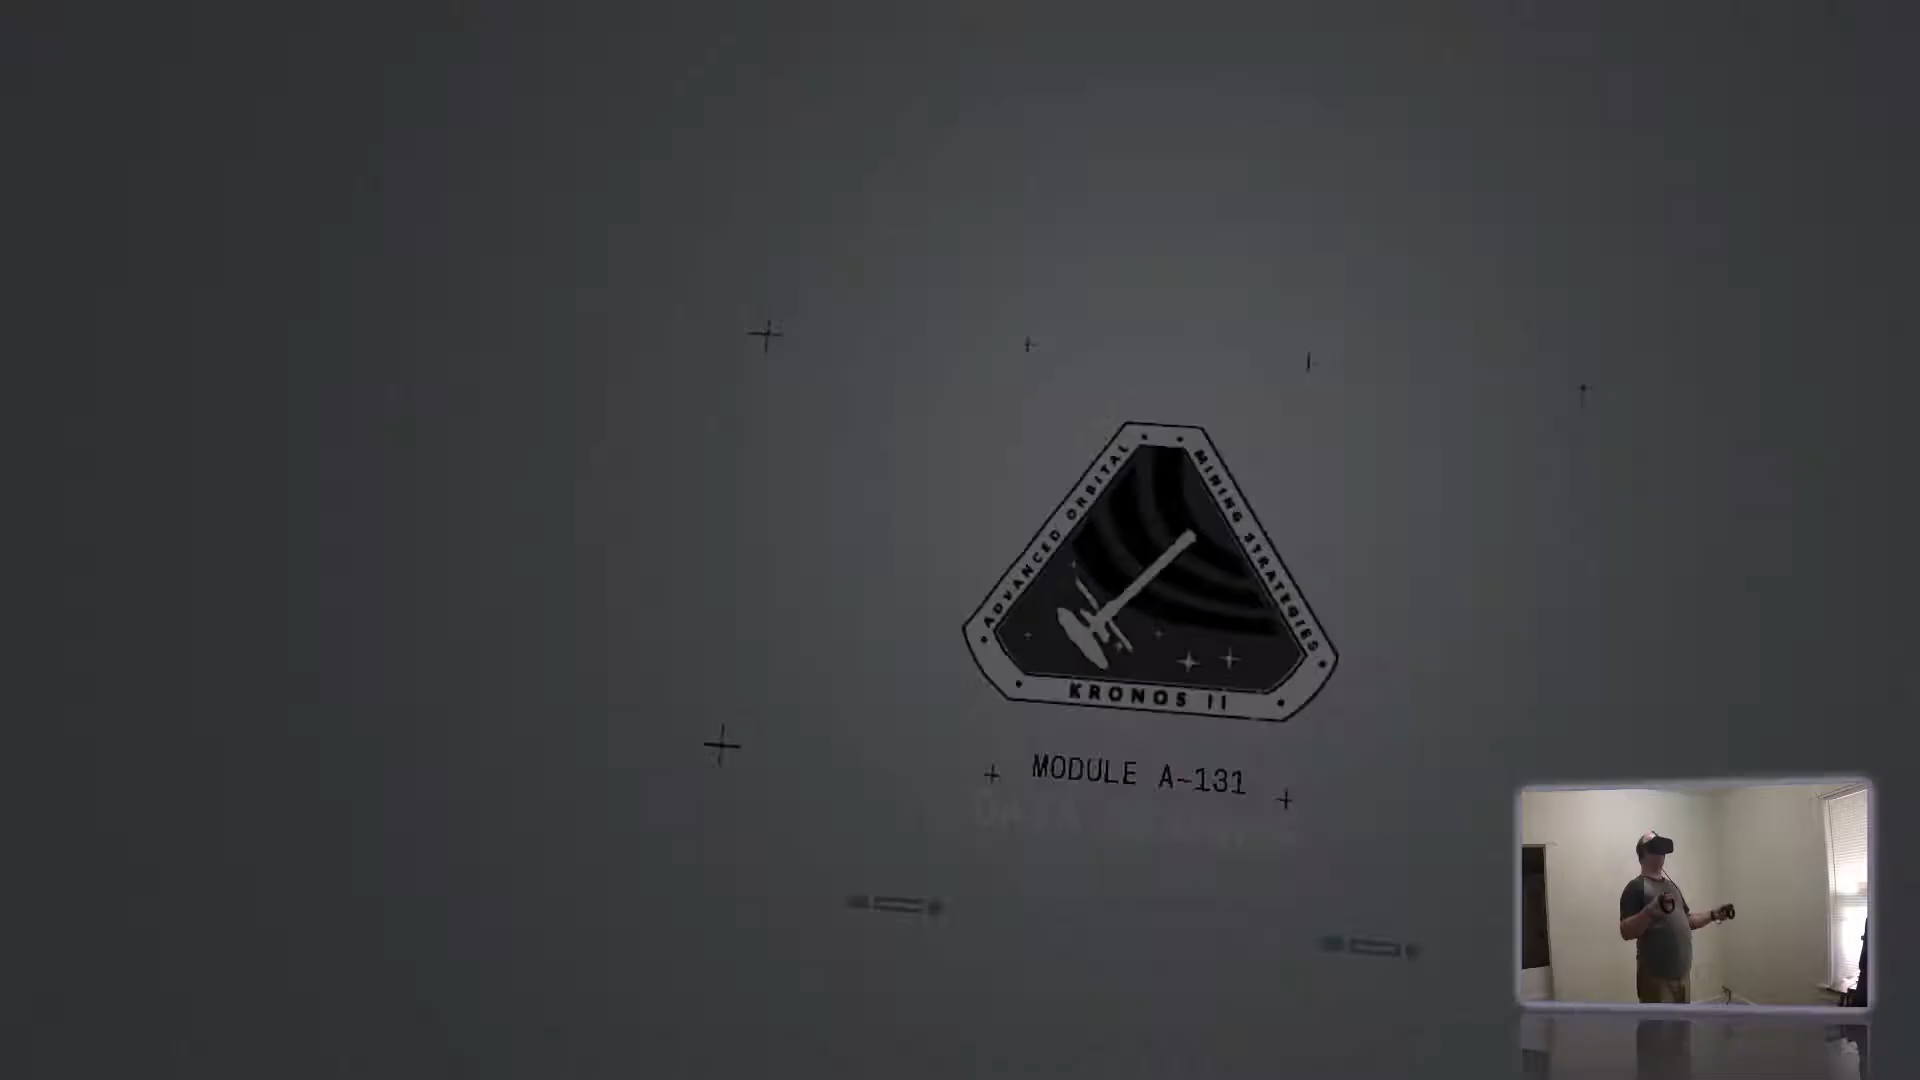 ADVANCED ORBITAL
MINING STRATEGIES
KRONOS II
MODULE A-131